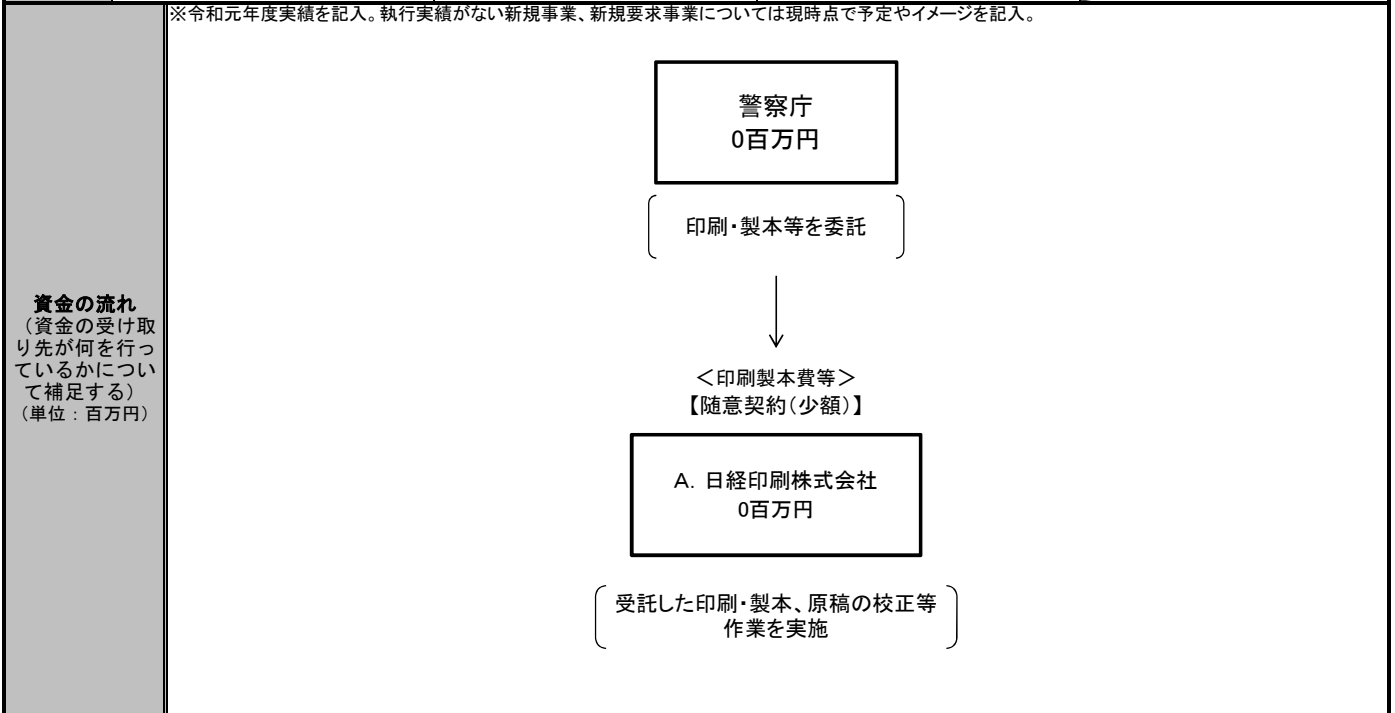 ※令和元年度実績を記入。執行実績がない新規事業、新規要求事業については現時点で予定やイメージを記入。
資金の流れ
（資金の受け取
り先が何を行っ
ているかについ
て補足する）
（単位：百万円）
警察庁
0百万円
印刷・製本等を委託
＜印刷製本費等＞
【随意契約（少額）】
A. 日経印刷株式会社
0百万円
受託した印刷・製本、原稿の校正等
作業を実施